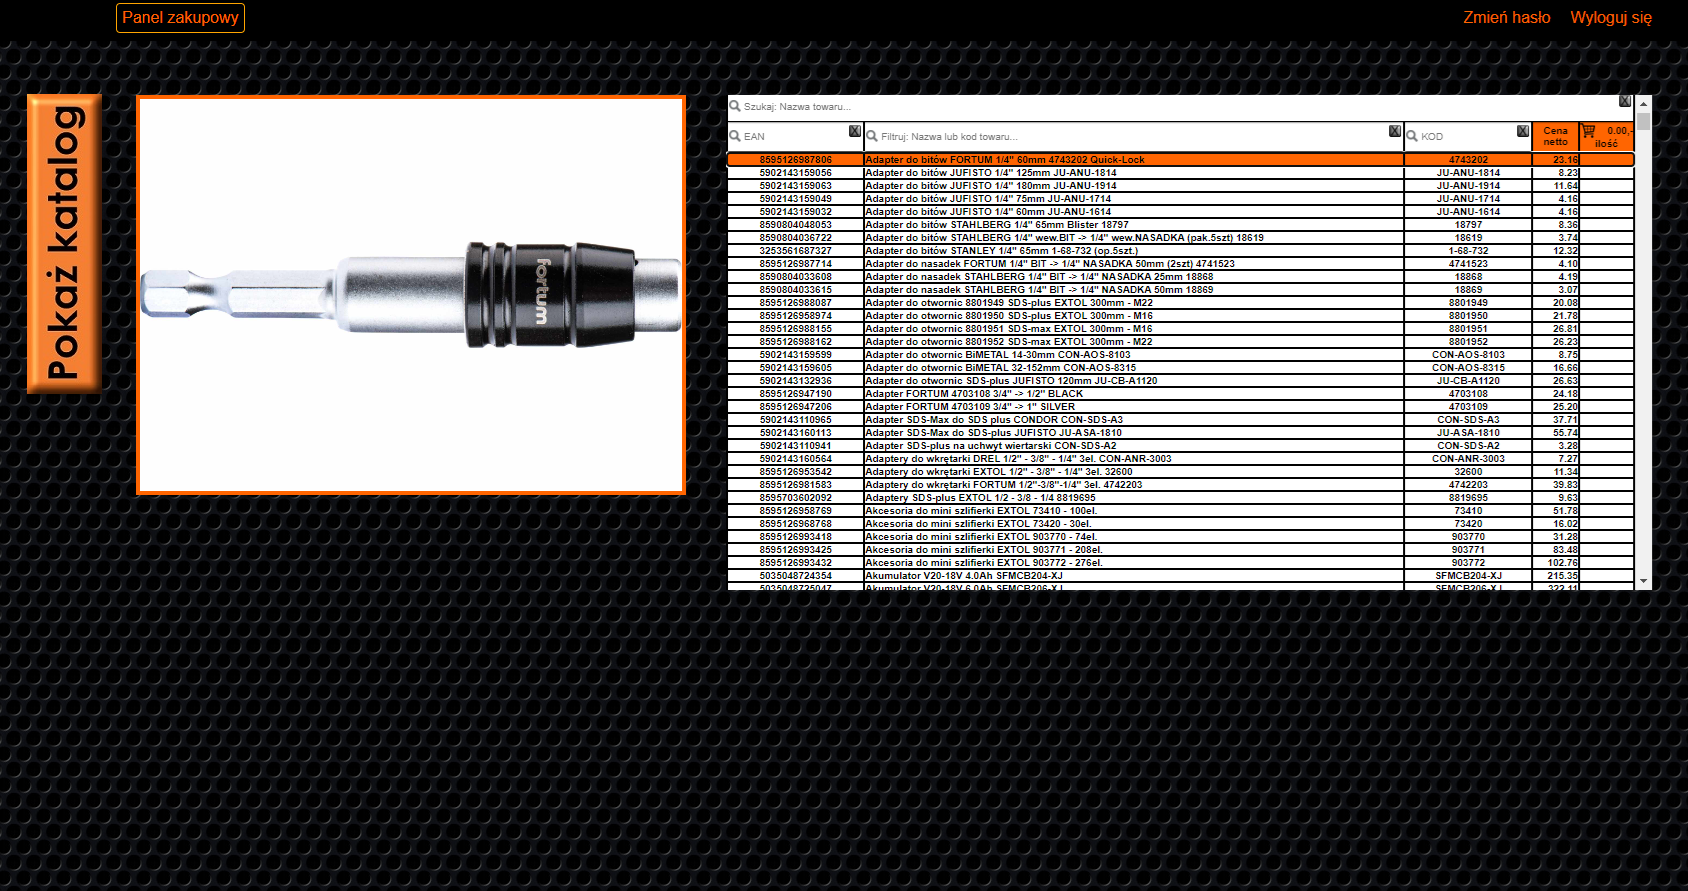 Panel zakupowy
Zmień hasło Wyloguj się
Pokaż katalog
fortum
Szukaj: Nazwa towaru... X
EAN X Filtruj: Nazwa lub kod towaru... X KOD X Cena netto 0.00,- ilość
8595126987806 Adapter do bitów FORTUM 1/4" 60mm 4743202 Quick-Lock 4743202 23.16
5902143159056 Adapter do bitów JUFISTO 1/4" 125mm JU-ANU-1814 JU-ANU-1814 8.23
5902143159063 Adapter do bitów JUFISTO 1/4" 180mm JU-ANU-1914 JU-ANU-1914 11.64
5902143159049 Adapter do bitów JUFISTO 1/4" 75mm JU-ANU-1714 JU-ANU-1714 4.16
5902143159032 Adapter do bitów JUFISTO 1/4" 60mm JU-ANU-1614 JU-ANU-1614 4.16
8590804048053 Adapter do bitów STAHLBERG 1/4" 65mm Blister 18797 18797 8.36
8590804036722 Adapter do bitów STAHLBERG 1/4" wew.BIT -> 1/4" wew.NASADKA (pak.5szt) 18619 18619 3.74
3253561687327 Adapter do bitów STANLEY 1/4" 65mm 1-68-732 (op.5szt.) 1-68-732 12.32
8595126987714 Adapter do nasadek FORTUM 1/4" BIT -> 1/4" NASADKA 50mm (2szt) 4741523 4741523 4.10
8590804033608 Adapter do nasadek STAHLBERG 1/4" BIT -> 1/4" NASADKA 25mm 18868 18868 4.19
8590804033615 Adapter do nasadek STAHLBERG 1/4" BIT -> 1/4" NASADKA 50mm 18869 18869 3.07
8595126988087 Adapter do otwornic 8801949 SDS-plus EXTOL 300mm - M22 8801949 20.08
8595126958974 Adapter do otwornic 8801950 SDS-plus EXTOL 300mm - M16 8801950 21.78
8595126988155 Adapter do otwornic 8801951 SDS-max EXTOL 300mm - M16 8801951 26.81
8595126988162 Adapter do otwornic 8801952 SDS-max EXTOL 300mm - M22 8801952 26.23
5902143159599 Adapter do otwornic BiMETAL 14-30mm CON-AOS-8103 CON-AOS-8103 8.75
5902143159605 Adapter do otwornic BiMETAL 32-152mm CON-AOS-8315 CON-AOS-8315 16.66
5902143132936 Adapter do otwornic SDS-plus JUFISTO 120mm JU-CB-A1120 JU-CB-A1120 26.63
8595126947190 Adapter FORTUM 4703108 3/4" -> 1/2" BLACK 4703108 24.18
8595126947206 Adapter FORTUM 4703109 3/4" -> 1" SILVER 4703109 25.20
5902143110965 Adapter SDS-Max do SDS plus CONDOR CON-SDS-A3 CON-SDS-A3 37.71
5902143160113 Adapter SDS-Max do SDS-plus JUFISTO JU-ASA-1810 JU-ASA-1810 55.74
5902143110941 Adapter SDS-plus na uchwyt wiertarski CON-SDS-A2 CON-SDS-A2 3.28
5902143160564 Adaptery do wkrętarki DREL 1/2" - 3/8" - 1/4" 3el. CON-ANR-3003 CON-ANR-3003 7.27
8595126953542 Adaptery do wkrętarki EXTOL 1/2" - 3/8" - 1/4" 3el. 32600 32600 11.34
8595126981583 Adaptery do wkrętarki FORTUM 1/2"-3/8"-1/4" 3el. 4742203 4742203 39.83
8595703602092 Adaptery SDS-plus EXTOL 1/2 - 3/8 - 1/4 8819695 8819695 9.63
8595126958769 Akcesoria do mini szlifierki EXTOL 73410 - 100el. 73410 51.78
8595126968768 Akcesoria do mini szlifierki EXTOL 73420 - 30el. 73420 16.02
8595126993418 Akcesoria do mini szlifierki EXTOL 903770 - 74el. 903770 31.28
8595126993425 Akcesoria do mini szlifierki EXTOL 903771 - 208el. 903771 83.48
8595126993432 Akcesoria do mini szlifierki EXTOL 903772 - 276el. 903772 102.76
5035048724354 Akumulator V20-18V 4.0Ah SFMCB204-XJ SFMCB204-XJ 215.35
5035048725047 Akumulator V20-18V 6.0Ah SFMCB206-XJ SFMCB206-XJ 322.11